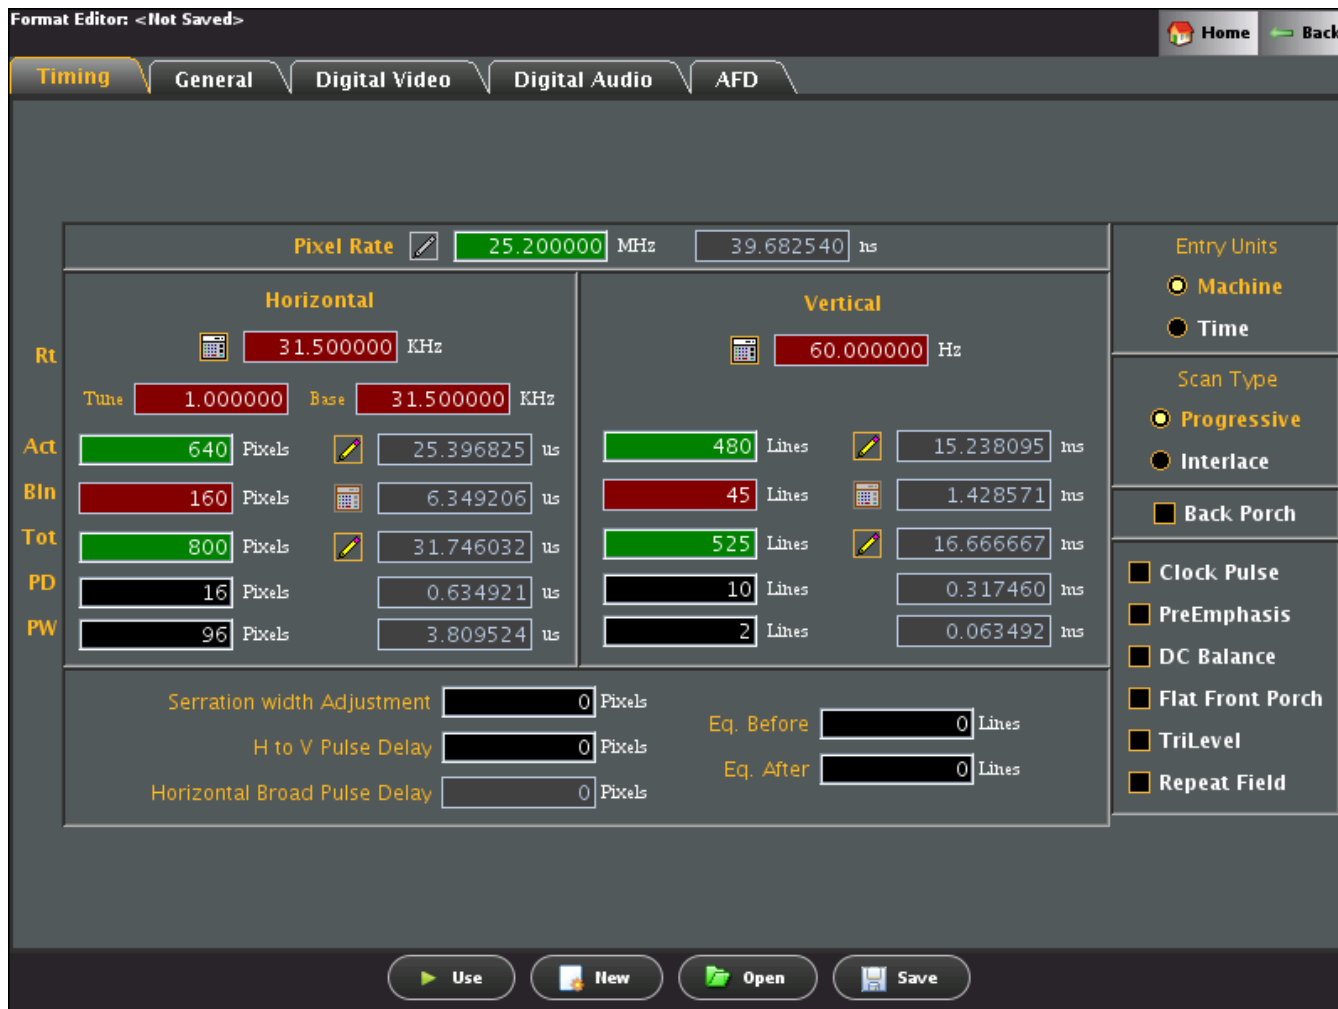 Format Editor: <Not Saved>
Home Back
Timing General Digital Video Digital Audio AFD
Pixel Rate 25.200000 MHz 39.682540 ns
Horizontal
Vertical
Rt 31.500000 KHz 60.000000 Hz
Tune 1.000000 Base 31.500000 KHz
Act 640 Pixels 25.396825 us 480 Lines 15.238095 ms
Bln 160 Pixels 6.349206 us 45 Lines 1.428571 ms
Tot 800 Pixels 31.746032 us 525 Lines 16.666667 ms
PD 16 Pixels 0.634921 us 10 Lines 0.317460 ms
PW 96 Pixels 3.809524 us 2 Lines 0.063492 ms
Serration width Adjustment 0 Pixels
H to V Pulse Delay 0 Pixels
Horizontal Broad Pulse Delay 0 Pixels
Eq. Before 0 Lines
Eq. After 0 Lines
Entry Units
Machine
Time
Scan Type
Progressive
Interlace
Back Porch
Clock Pulse
PreEmphasis
DC Balance
Flat Front Porch
TriLevel
Repeat Field
Use New Open Save